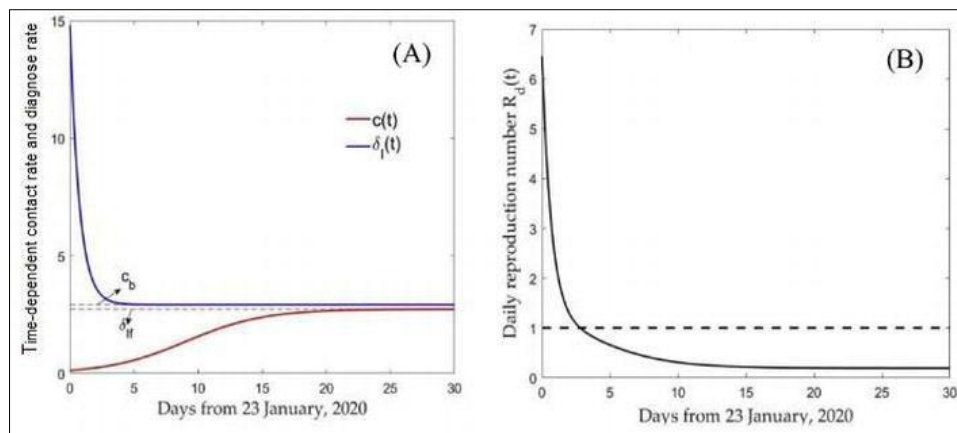 Time-dependent contact rate and diagnose rate
15
10
5
0
(A)
c(t)
δI(t)
cb
δIf
0 5 10 15 20 25 30
Days from 23 January, 2020
Daily reproduction number Rd(t)
7
6
5
4
3
2
1
0
(B)
0 5 10 15 20 25 30
Days from 23 January, 2020